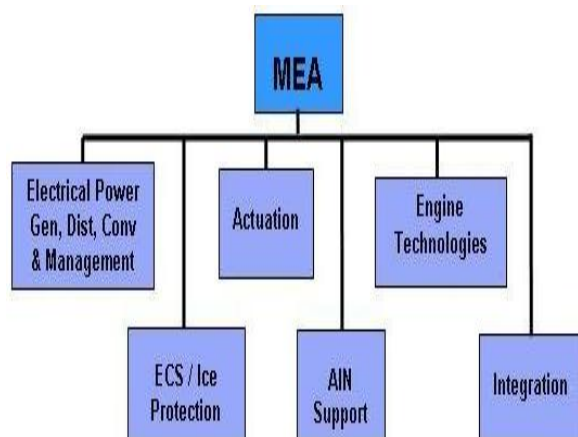 MEA
Electrical Power
Gen, Dist, Conv
& Management
Actuation
Engine
Technologies
ECS / Ice
Protection
AIN
Support
Integration